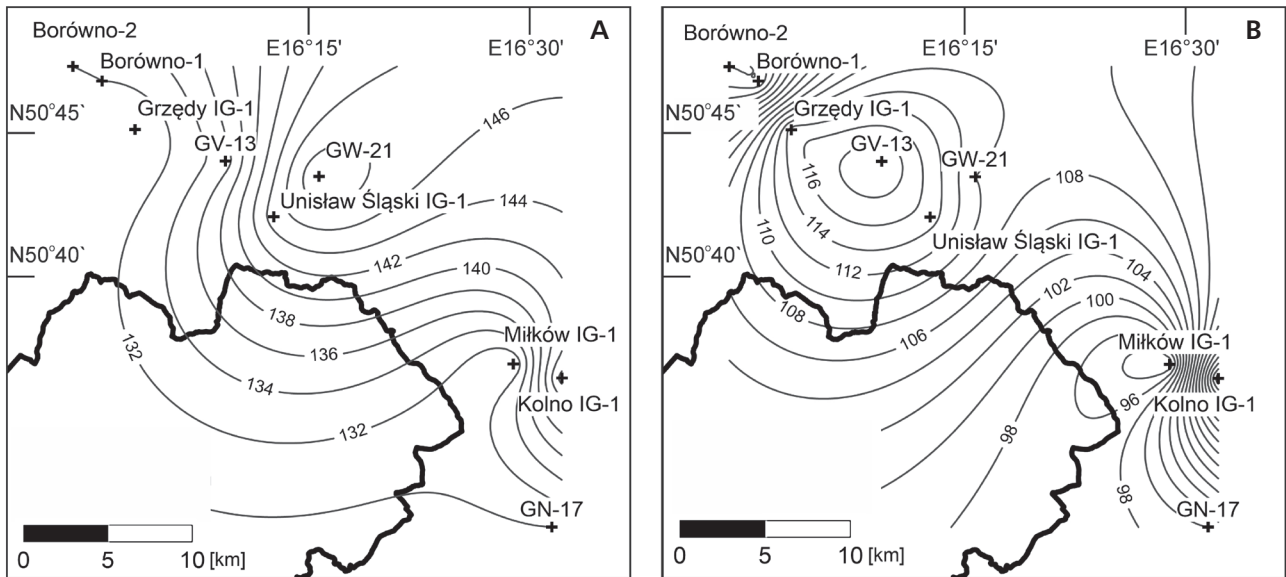 A
Borówno-2
E16°15'
E16°30'
Borówno-1
N50°45`
Grzędy IG-1
GV-13
146
GW-21
Unisław Śląski IG-1
144
N50°40`
142
140
138
Miłków IG-1
132
136
134
Kolno IG-1
132
GN-17
0 5 10 [km]
B
Borówno-2
E16°15'
E16°30'
Borówno-1
N50°45`
Grzędy IG-1
GV-13
GW-21
116
108
114
110
Unisław Śląski IG-1
N50°40`
112
104
102
100
108
106
Miłków IG-1
96
Kolno IG-1
98
98
GN-17
0 5 10 [km]